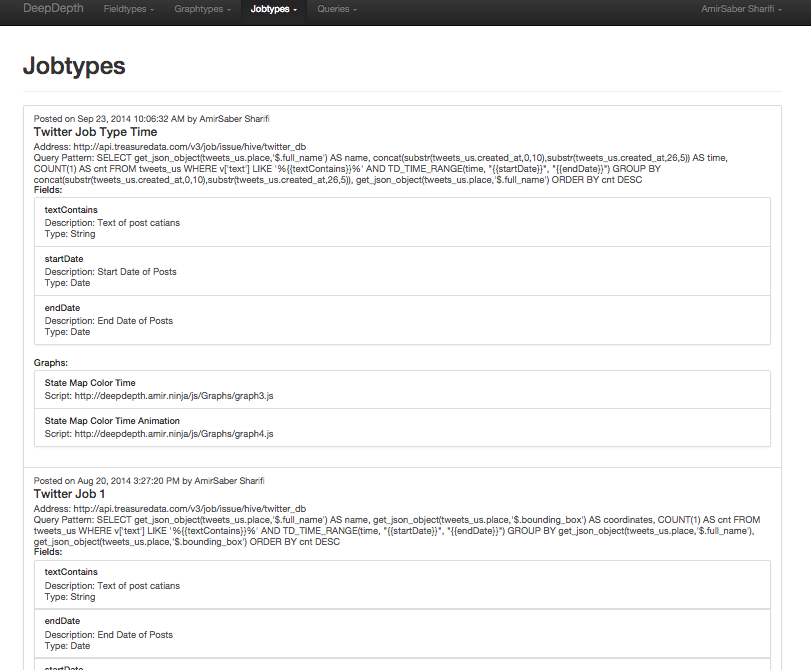 DeepDepth Fieldtypes Graphtypes Jobtypes Queries AmirSaber Sharifi
Jobtypes
Posted on Sep 23, 2014 10:06:32 AM by AmirSaber Sharifi
Twitter Job Type Time
Address: http://api.treasuredata.com/v3/job/issue/hive/twitter_db
Query Pattern: SELECT get_json_object(tweets_us.place,'$.full_name') AS name, concat(substr(tweets_us.created_at,0,10),substr(tweets_us.created_at,26,5)) AS time,
COUNT(1) AS cnt FROM tweets_us WHERE v['text'] LIKE '%{{textContains}}%' AND TD_TIME_RANGE(time, "{{startDate}}", "{{endDate}}") GROUP BY
concat(substr(tweets_us.created_at,0,10),substr(tweets_us.created_at,26,5)), get_json_object(tweets_us.place,'$.full_name') ORDER BY cnt DESC
Fields:
textContains
Description: Text of post catians
Type: String
startDate
Description: Start Date of Posts
Type: Date
endDate
Description: End Date of Posts
Type: Date
Graphs:
State Map Color Time
Script: http://deepdepth.amir.ninja/js/Graphs/graph3.js
State Map Color Time Animation
Script: http://deepdepth.amir.ninja/js/Graphs/graph4.js
Posted on Aug 20, 2014 3:27:20 PM by AmirSaber Sharifi
Twitter Job 1
Address: http://api.treasuredata.com/v3/job/issue/hive/twitter_db
Query Pattern: SELECT get_json_object(tweets_us.place,'$.full_name') AS name, get_json_object(tweets_us.place,'$.bounding_box') AS coordinates, COUNT(1) AS cnt FROM
tweets_us WHERE v['text'] LIKE '%{{textContains}}%' AND TD_TIME_RANGE(time, "{{startDate}}", "{{endDate}}") GROUP BY get_json_object(tweets_us.place,'$.full_name'),
get_json_object(tweets_us.place,'$.bounding_box') ORDER BY cnt DESC
Fields:
textContains
Description: Text of post catians
Type: String
endDate
Description: End Date of Posts
Type: Date
startDate